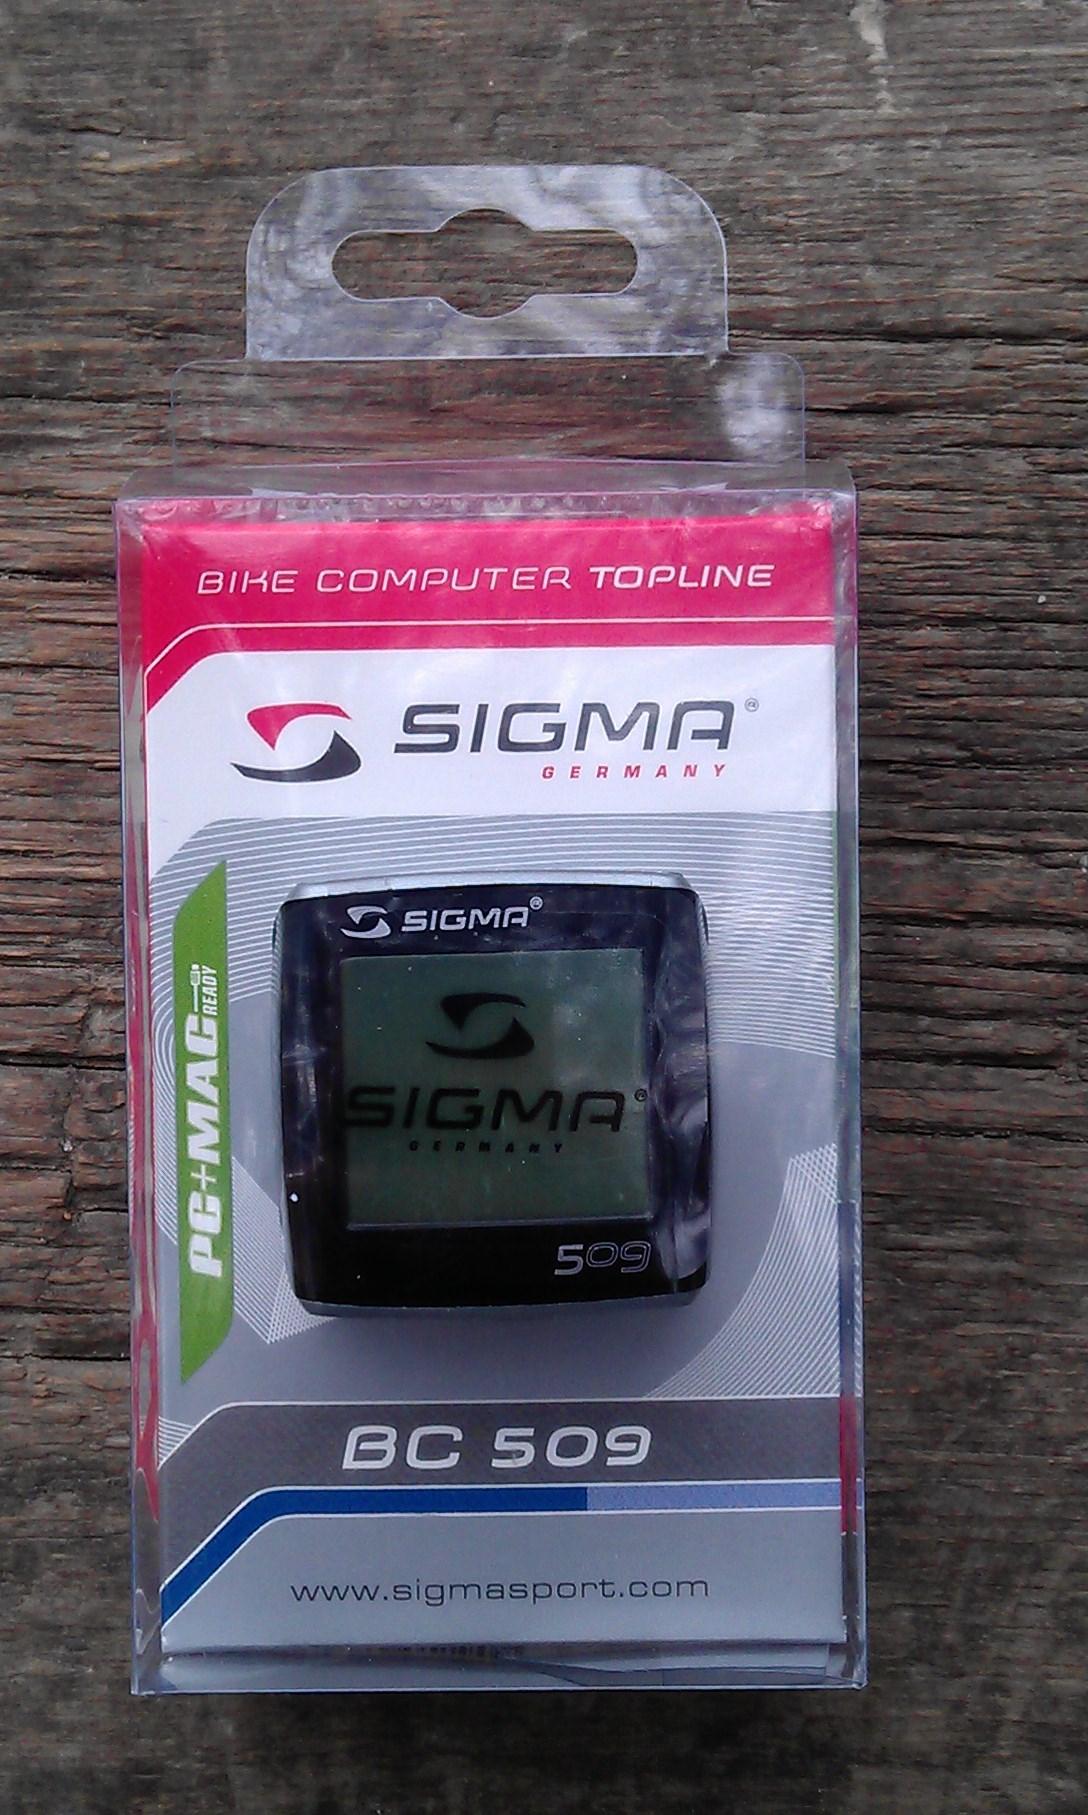 BIKE COMPUTER TOPLINE
SIGMA®
GERMANY
PC+MAC READY
SIGMA®
SIGMA®
GERMANY
509
BC 509
www.sigmasport.com